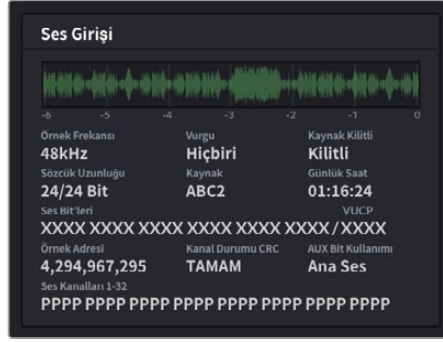 Ses Girişi
-6 -5 -4 -3 -2 -1 0
Örnek Frekansı Vurgu Kaynak Kilitli
48kHz Hiçbiri Kilitli
Sözcük Uzunluğu Kaynak Günlük Saat
24/24 Bit ABC2 01:16:24
Ses Bit'leri VUCP
XXXX XXXX XXXX XXXX XXXX XXXX/XXXX
Örnek Adresi Kanal Durumu CRC AUX Bit Kullanımı
4,294,967,295 TAMAM Ana Ses
Ses Kanalları 1-32
PPPP PPPP PPPP PPPP PPPP PPPP PPPP PPPP